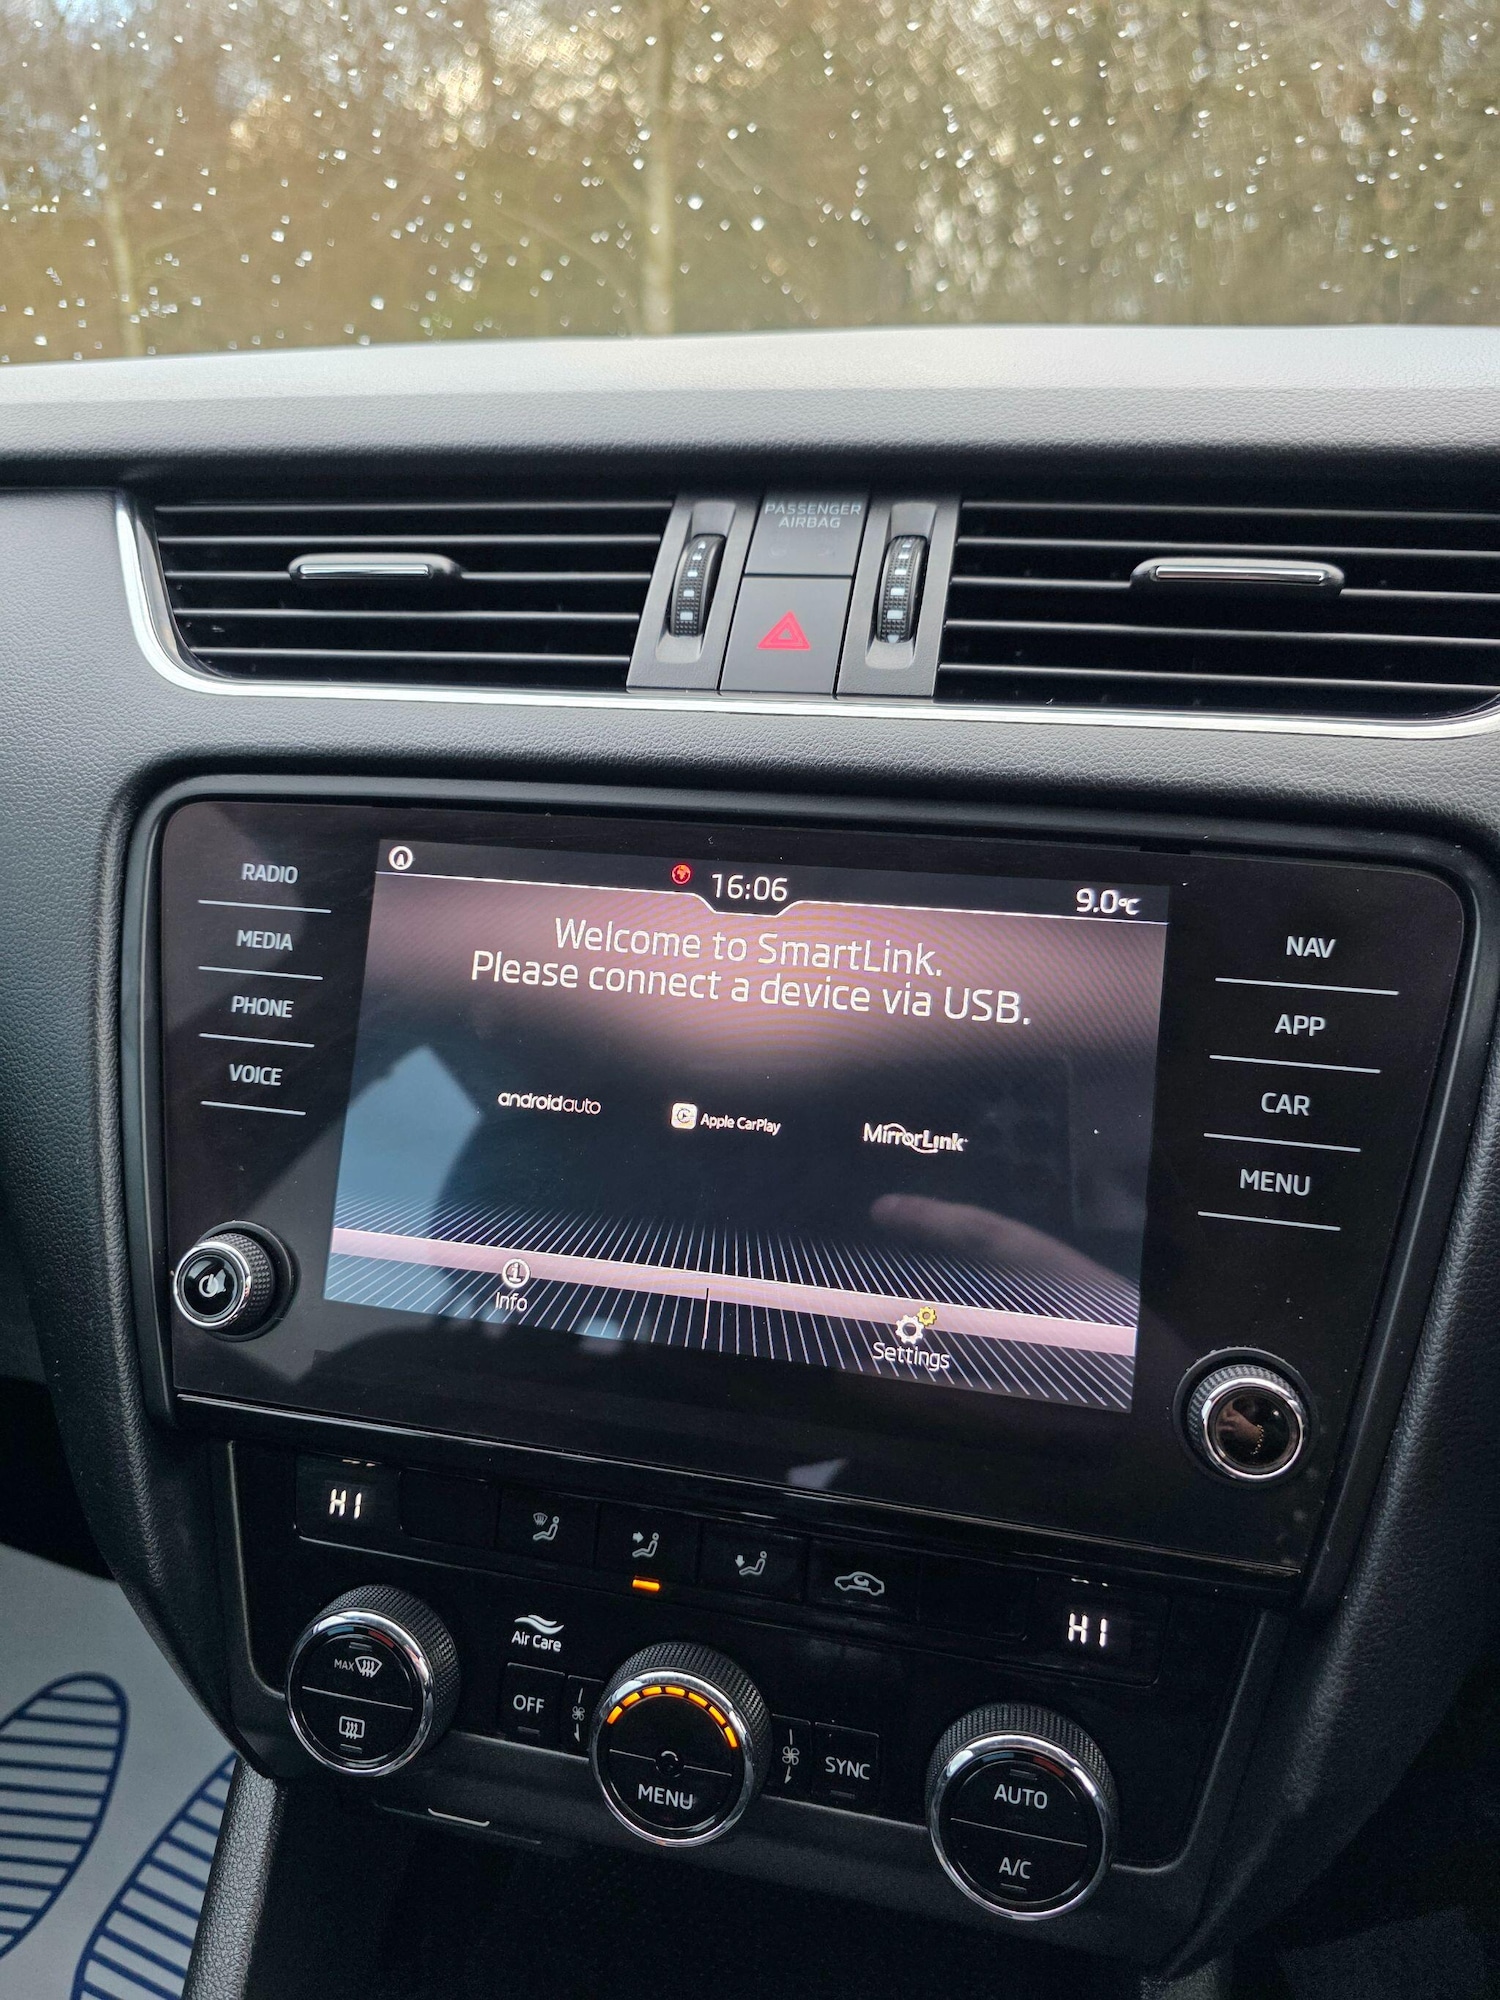 PASSENGER
AIRBAG
RADIO
MEDIA
PHONE
VOICE
16:06
9.0°C
Welcome to SmartLink.
Please connect a device via USB.
androidauto
Apple CarPlay
MirrorLink
Info
Settings
NAV
APP
CAR
MENU
HI
HI
MAX
Air Care
OFF
MENU
SYNC
AUTO
A/C